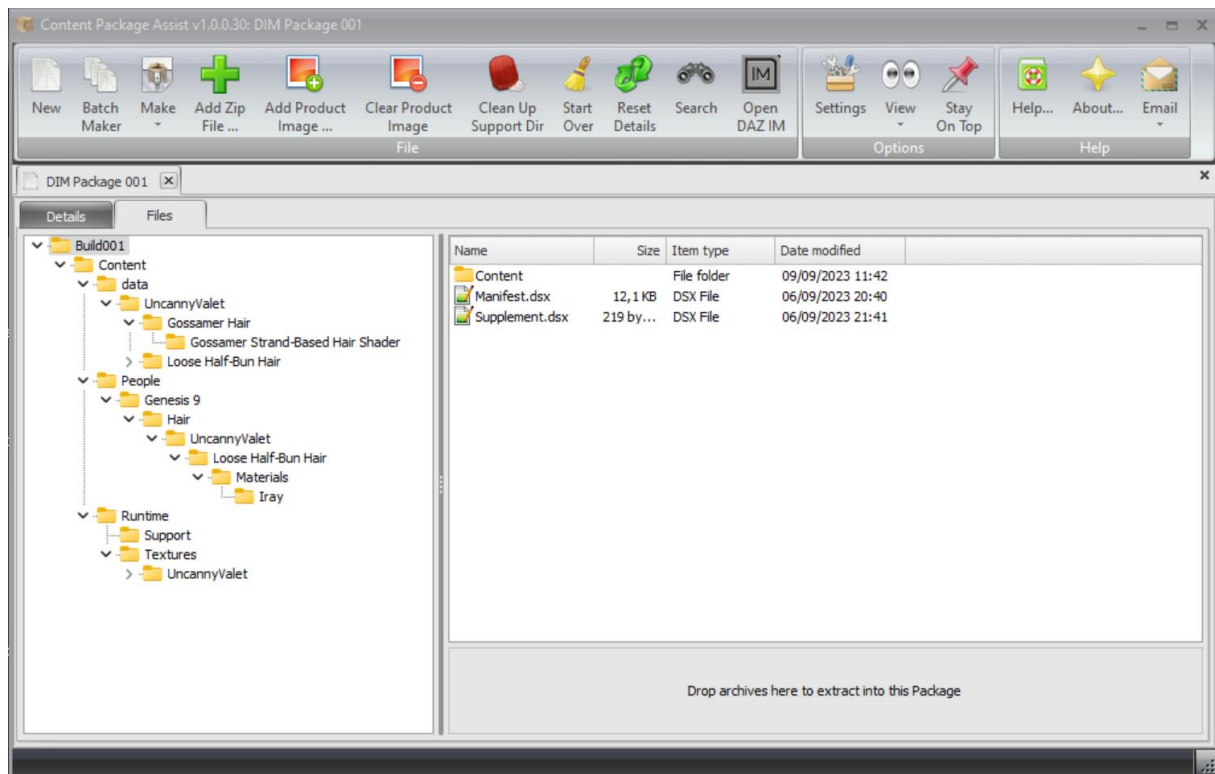 Content Package Assist v1.0.0.30: DIM Package 001
New
Batch Maker
Make
Add Zip File ...
Add Product Image ...
Clear Product Image
Clean Up Support Dir
Start Over
Reset Details
Search
IM
Open DAZ IM
Settings
View
Stay On Top
Help...
About...
Email
File
Options
Help
DIM Package 001
Details
Files
Build001
Content
data
UncannyValet
Gossamer Hair
Gossamer Strand-Based Hair Shader
Loose Half-Bun Hair
People
Genesis 9
Hair
UncannyValet
Loose Half-Bun Hair
Materials
Iray
Runtime
Support
Textures
UncannyValet
Name Size Item type Date modified
Content File folder 09/09/2023 11:42
Manifest.dsx 12,1 KB DSX File 06/09/2023 20:40
Supplement.dsx 219 by... DSX File 06/09/2023 21:41
Drop archives here to extract into this Package